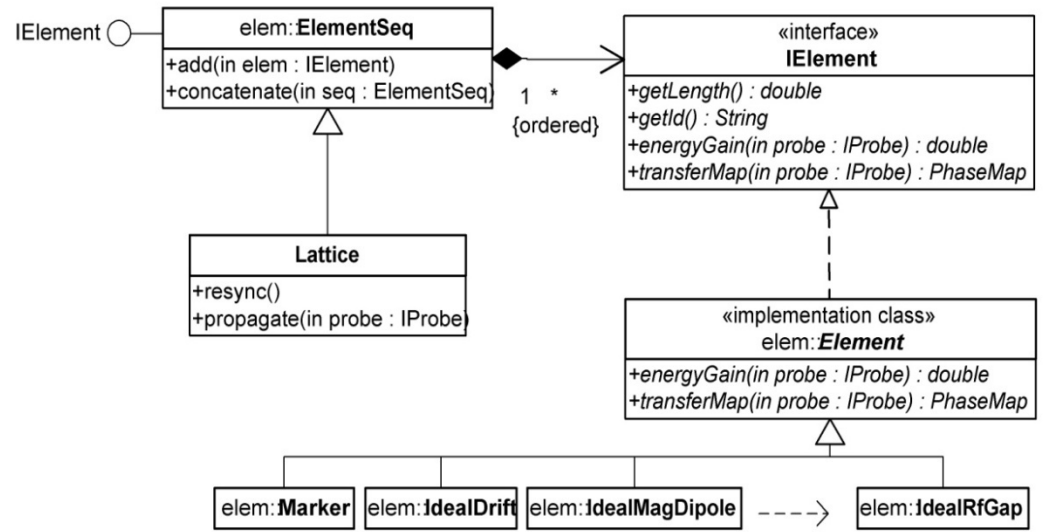 IElement
elem::ElementSeq
+add(in elem : IElement)
+concatenate(in seq : ElementSeq)
1 *
{ordered}
«interface»
IElement
+getLength() : double
+getId() : String
+energyGain(in probe : IProbe) : double
+transferMap(in probe : IProbe) : PhaseMap
Lattice
+resync()
+propagate(in probe : IProbe)
«implementation class»
elem::Element
+energyGain(in probe : IProbe) : double
+transferMap(in probe : IProbe) : PhaseMap
elem::Marker
elem::IdealDrift
elem::IdealMagDipole
elem::IdealRfGap